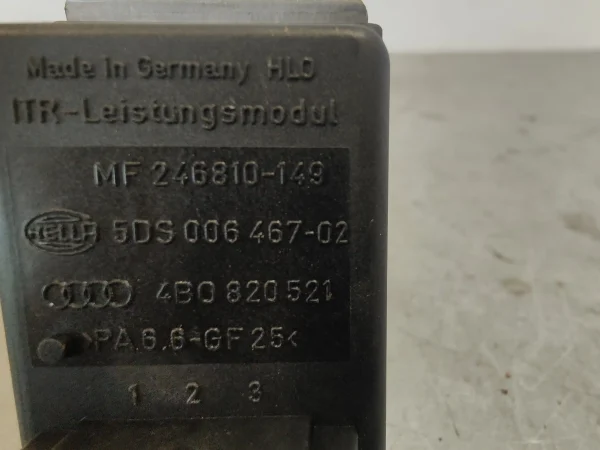 Made in Germany HLO
ITR-Leistungsmodul
MF 246810-149
HELLA 5DS 006 467-02
4B0 820 521
>PA.6.6-GF25<
1 2 3